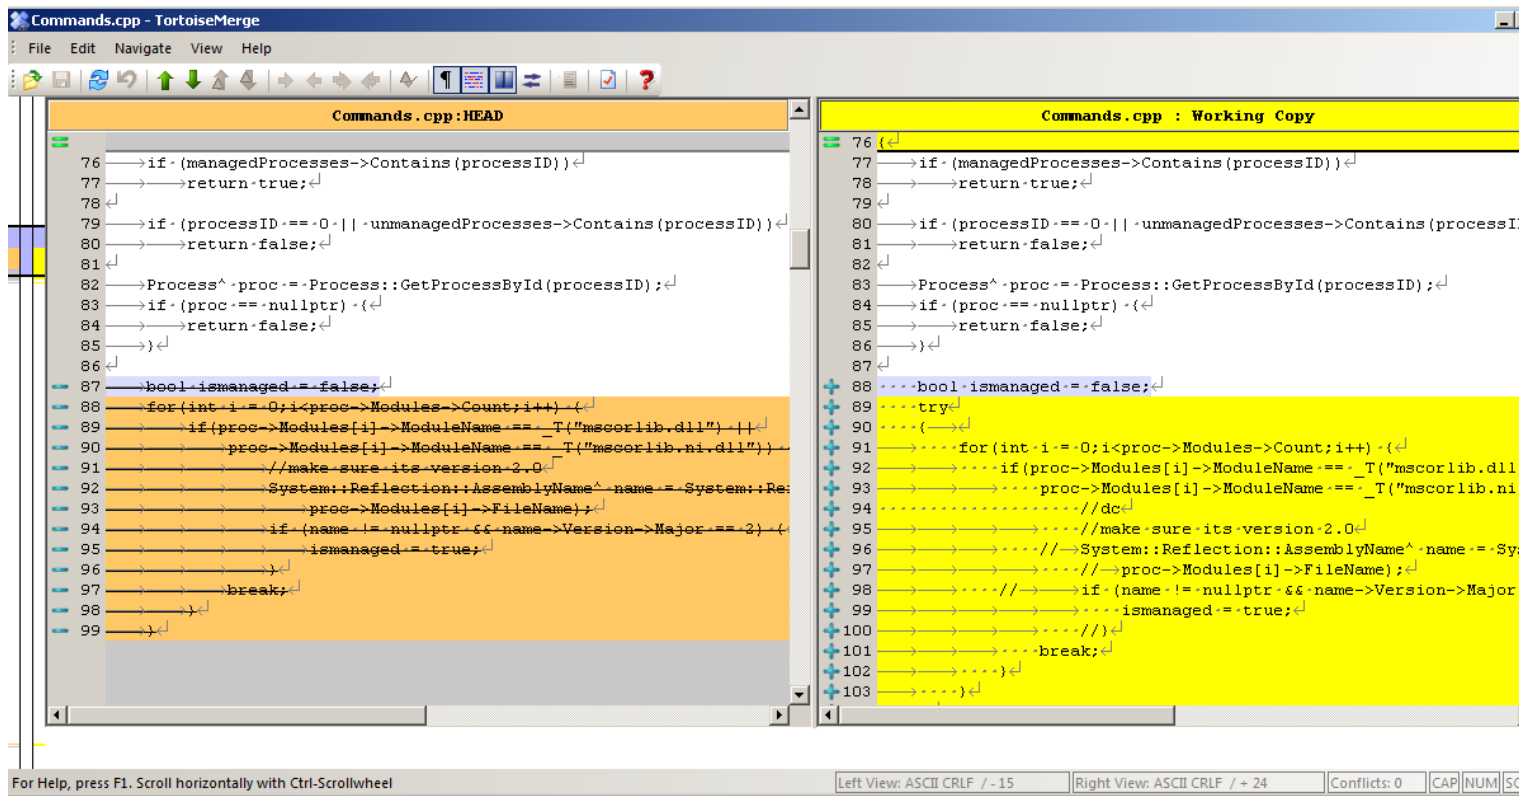 Commands.cpp - TortoiseMerge
File Edit Navigate View Help
Commands.cpp:HEAD
76 if (managedProcesses->Contains(processID))
77 return true;
78
79 if (processID == 0 || unmanagedProcesses->Contains(processID))
80 return false;
81
82 Process^ proc = Process::GetProcessById(processID);
83 if (proc == nullptr) {
84 return false;
85 }
86
87 bool ismanaged = false;
88 for(int i = 0;i<proc->Modules->Count;i++) {
89 if(proc->Modules[i]->ModuleName == _T("mscorlib.dll") ||
90 proc->Modules[i]->ModuleName == _T("mscorlib.ni.dll"))
91 //make sure its version 2.0
92 System::Reflection::AssemblyName^ name = System::Re
93 proc->Modules[i]->FileName);
94 if (name != nullptr && name->Version->Major == 2) {
95 ismanaged = true;
96 }
97 break;
98 }
99 }
Commands.cpp : Working Copy
76 {
77 if (managedProcesses->Contains(processID))
78 return true;
79
80 if (processID == 0 || unmanagedProcesses->Contains(processI
81 return false;
82
83 Process^ proc = Process::GetProcessById(processID);
84 if (proc == nullptr) {
85 return false;
86 }
87
88 bool ismanaged = false;
89 try
90 {
91 for(int i = 0;i<proc->Modules->Count;i++) {
92 if(proc->Modules[i]->ModuleName == _T("mscorlib.dll
93 proc->Modules[i]->ModuleName == _T("mscorlib.ni
94 //dc
95 //make sure its version 2.0
96 // System::Reflection::AssemblyName^ name = Sy
97 // proc->Modules[i]->FileName);
98 // if (name != nullptr && name->Version->Major
99 ismanaged = true;
100 //}
101 break;
102 }
103 }
For Help, press F1. Scroll horizontally with Ctrl-Scrollwheel
Left View: ASCII CRLF / - 15
Right View: ASCII CRLF / + 24
Conflicts: 0
CAP NUM SC